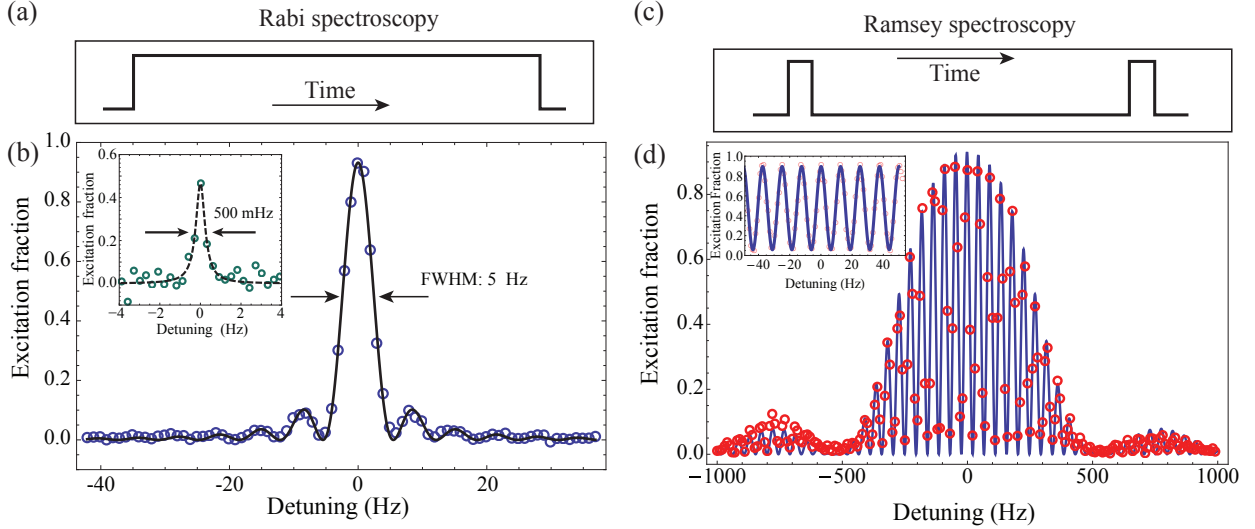 (a)
Rabi spectroscopy
Time
(b)
Excitation fraction
1.0
0.8
0.6
0.4
0.2
0.0
−40
−20
0
20
Detuning (Hz)
FWHM: 5 Hz
Excitation fraction
0.6
0.4
0.2
0.0
500 mHz
−4
−2
0
2
4
Detuning (Hz)
(c)
Ramsey spectroscopy
Time
(d)
Excitation fraction
0.8
0.6
0.4
0.2
0.0
−1000
−500
0
500
1000
Detuning (Hz)
Excitation Fraction
1.0
0.8
0.6
0.4
0.2
0.0
−40
−20
0
20
40
Detuning (Hz)